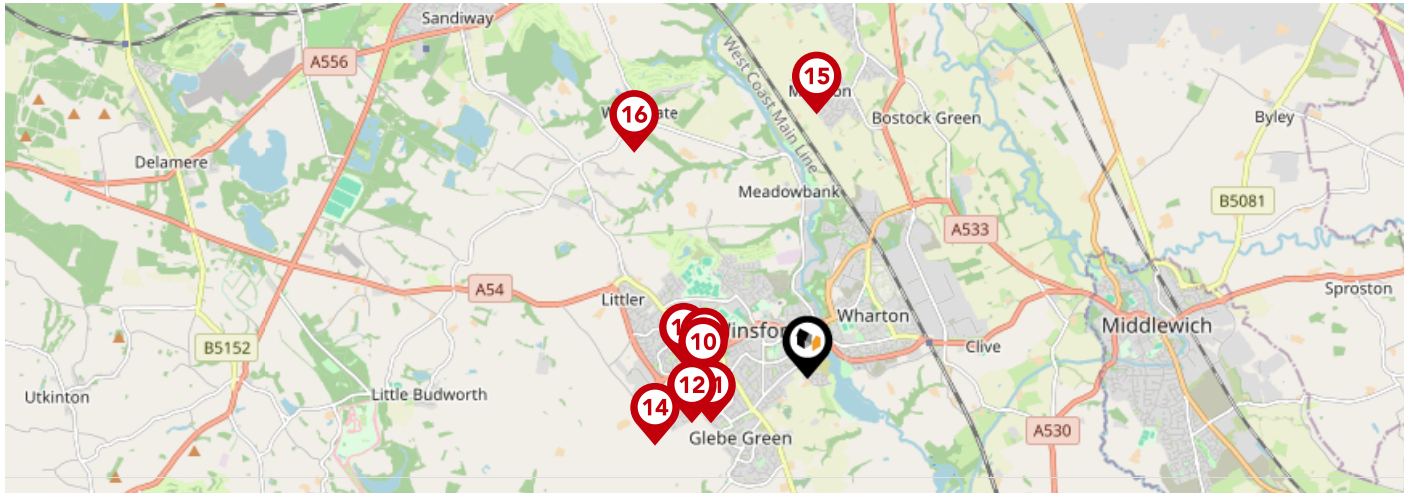 Sandiway
A556
15
West Coast Main Line
16
Bostock Green
Byley
Delamere
Meadowbank
B5081
A533
A54
Littler
Sproston
Wharton
Middlewich
10
B5152
Clive
12
Utkinton
Little Budworth
14
A530
Glebe Green